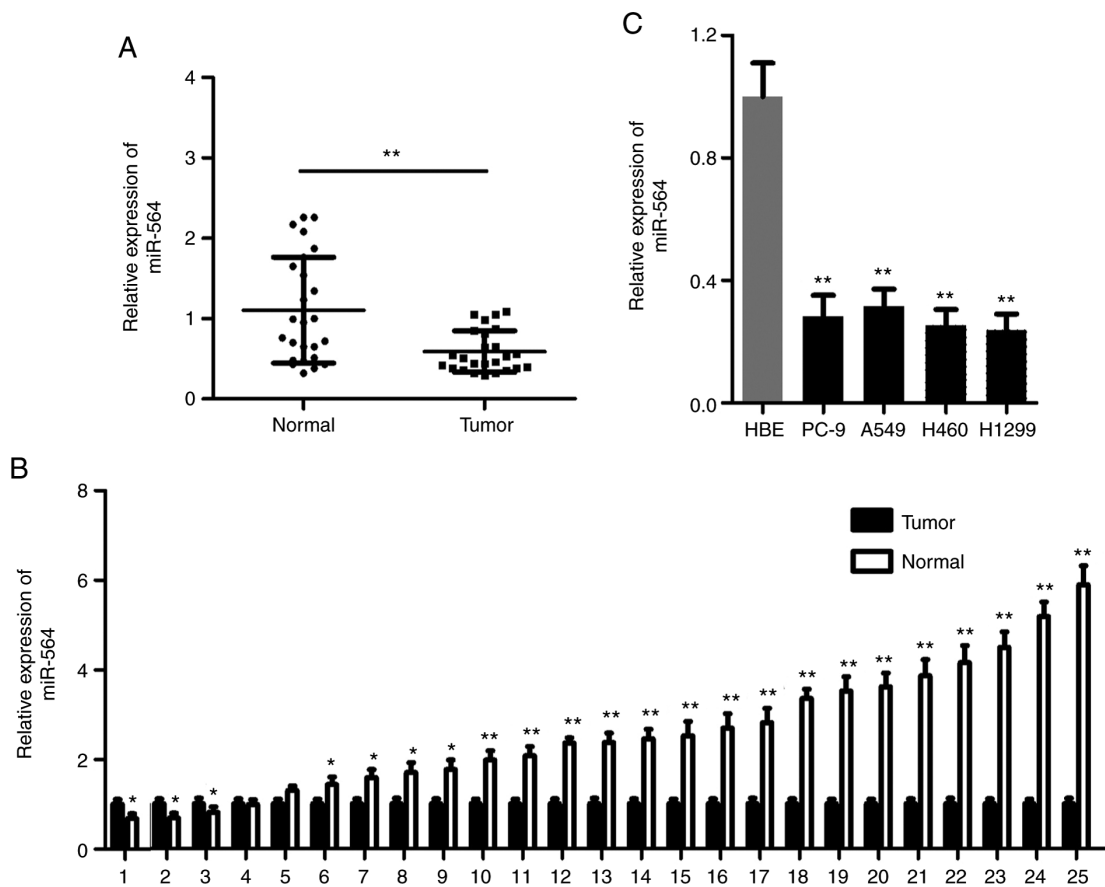 A
Relative expression of
miR-564
4
3
2
1
0
**
Normal
Tumor
C
Relative expression of
miR-564
1.2
0.8
0.4
0.0
** ** ** **
HBE PC-9 A549 H460 H1299
B
Relative expression of
miR-564
8
6
4
2
0
Tumor
Normal
* * * * * * * ** ** ** ** ** ** ** ** ** ** ** ** ** ** ** ** **
1 2 3 4 5 6 7 8 9 10 11 12 13 14 15 16 17 18 19 20 21 22 23 24 25